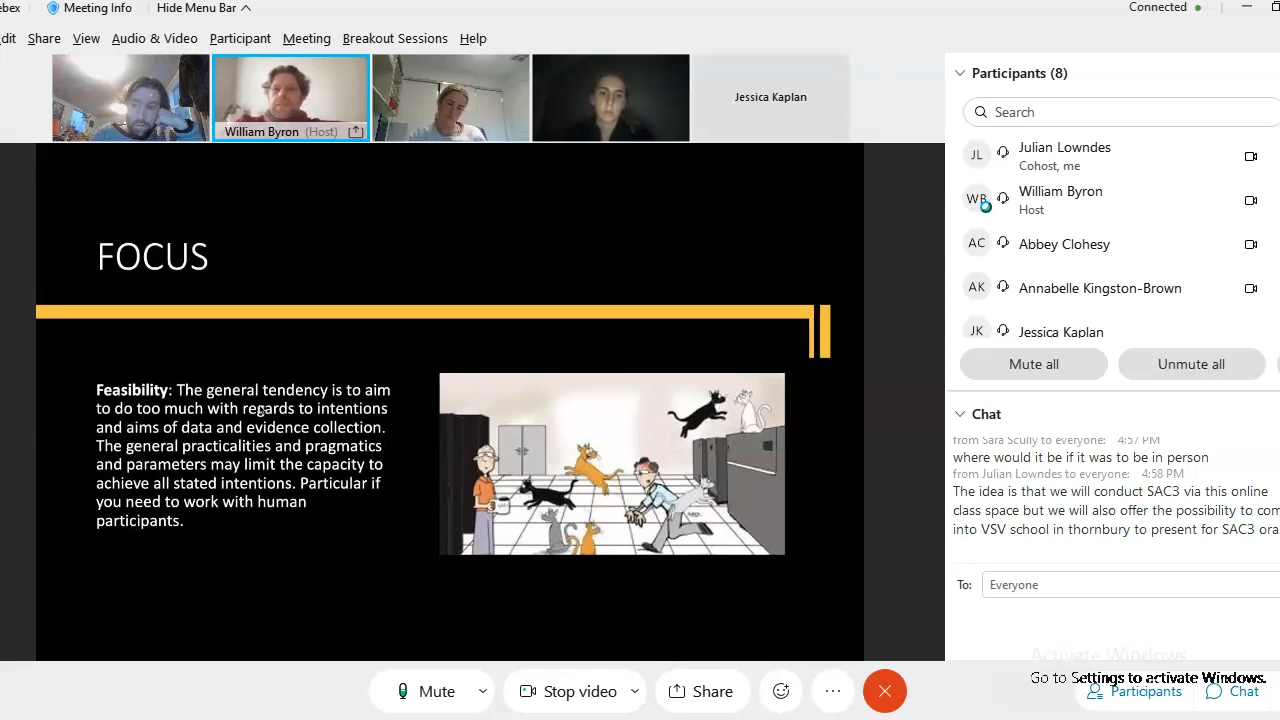 ebex
Meeting Info
Hide Menu Bar
Connected
dit Share View Audio & Video Participant Meeting Breakout Sessions Help
William Byron (Host)
Jessica Kaplan
Participants (8)
Search
JL Julian Lowndes
Cohost, me
WB William Byron
Host
AC Abbey Clohesy
AK Annabelle Kingston-Brown
JK Jessica Kaplan
Mute all
Unmute all
FOCUS
Feasibility: The general tendency is to aim
to do too much with regards to intentions
and aims of data and evidence collection.
The general practicalities and pragmatics
and parameters may limit the capacity to
achieve all stated intentions. Particular if
you need to work with human
participants.
Chat
from Sara Scully to everyone: 4:57 PM
where would it be if it was to be in person
from Julian Lowndes to everyone: 4:58 PM
The idea is that we will conduct SAC3 via this online
class space but we will also offer the possibility to com
into VSV school in thornbury to present for SAC3 ora
To: Everyone
Activate Windows
Go to Settings to activate Windows.
Mute
Stop video
Share
Participants
Chat